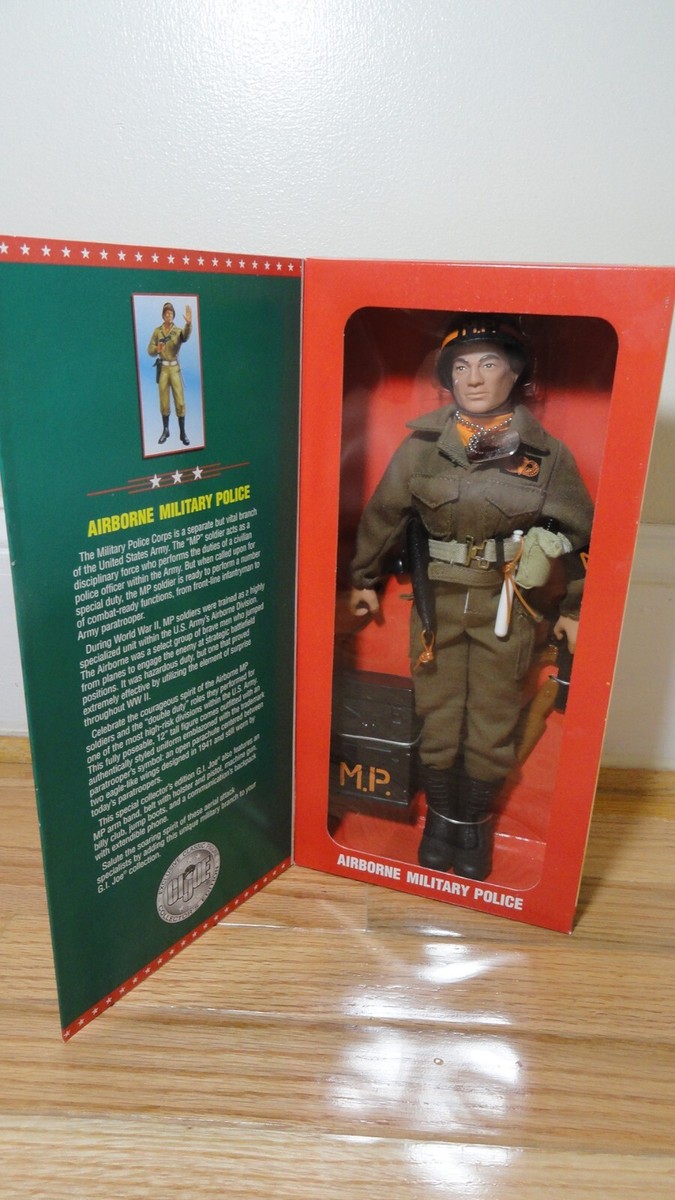 AIRBORNE MILITARY POLICE
The Military Police Corps is a separate but vital branch
of the United States Army. The "MP" soldier acts as a
disciplinary force who performs the duties of a civilian
police officer within the Army. But when called upon for
special duty, the MP soldier is ready to perform a number
of combat-ready functions, from front-line infantryman to
Army paratrooper.
During World War II, MP soldiers were trained as a highly
specialized unit within the U.S. Army's Airborne Division.
The Airborne was a select group of brave men who jumped
from planes to engage the enemy at strategic battlefield
positions. It was hazardous duty, but one that proved
extremely effective by utilizing the element of surprise
throughout WW II.
Celebrate the courageous spirit of the Airborne MP
soldiers and the "double duty" roles they performed for
one of the most high-risk divisions within the U.S. Army.
This fully poseable, 12" tall figure comes outfitted with an
authentically styled uniform emblazoned with the traditional
paratrooper's symbol: an open parachute centered between
two eagle-like wings designed in 1941 and still worn by
today's paratroopers.
This special collector's edition G.I. Joe® also features an
MP arm band, belt with holster and pistol, machine gun,
billy club, jump boots, and a communication's backpack
with extendible phone.
Salute the soaring spirit of these aerial attack
specialists by adding this unique military branch to your
G.I. Joe® collection.
GIJOE
COLLECTOR
M.P.
AIRBORNE MILITARY POLICE